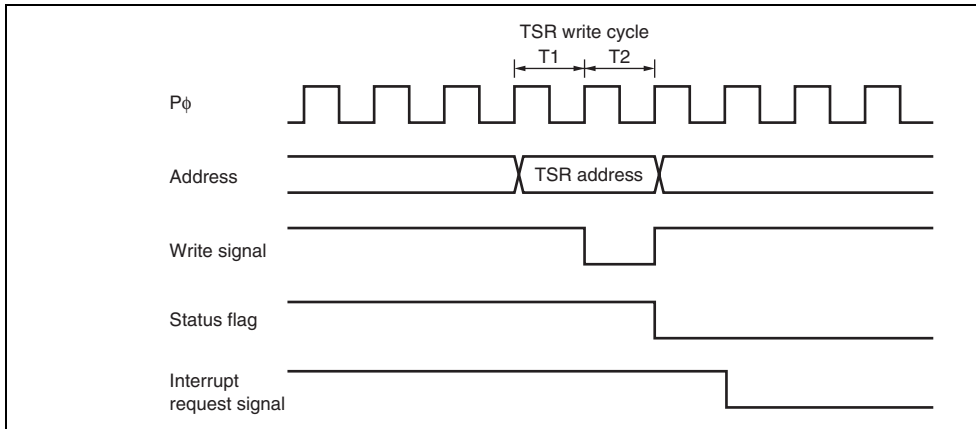 TSR write cycle
T1 T2
Pϕ
Address
TSR address
Write signal
Status flag
Interrupt
request signal